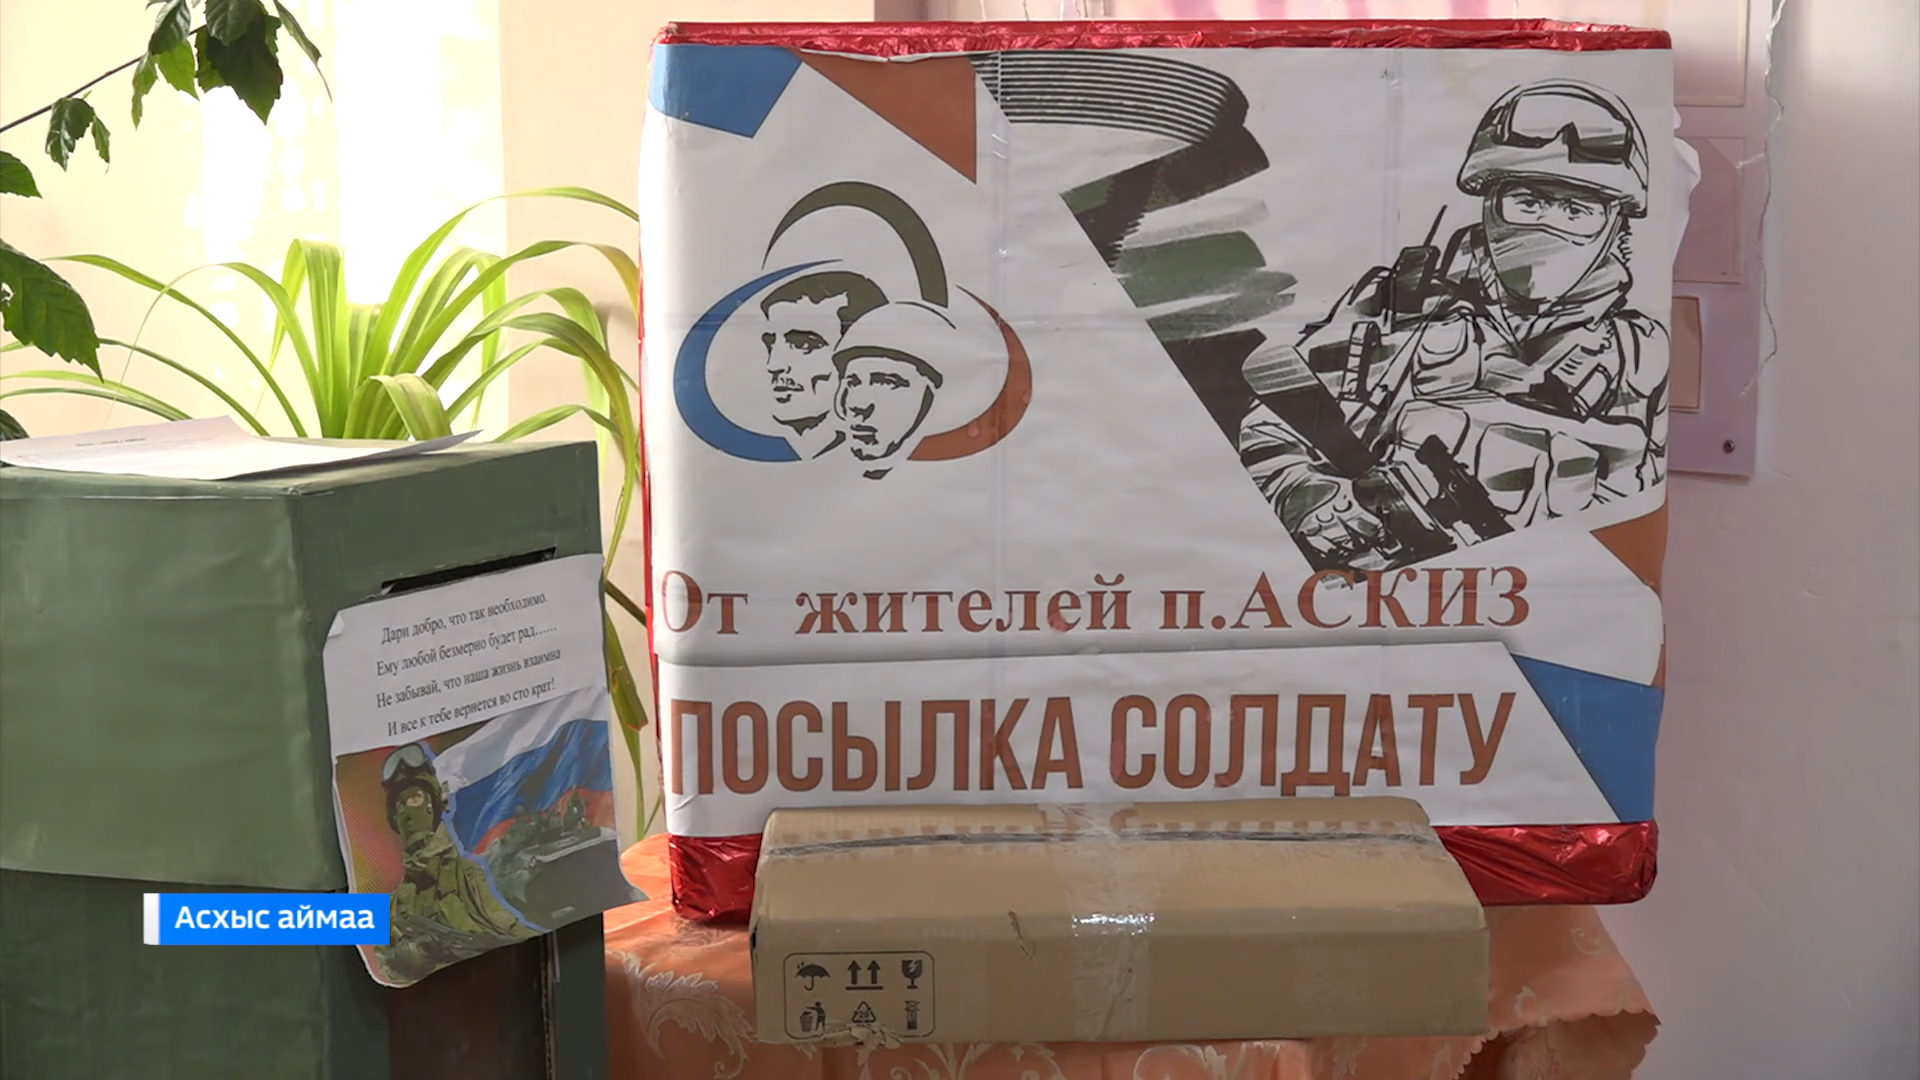 От жителей п.АСКИЗ
ПОСЫЛКА СОЛДАТУ
Дари добро, что так необходимо.
Ему любой безмерно будет рад......
Не забывай, что наша жизнь взаимна
И все к тебе вернется во сто крат!
Асхыс аймаа